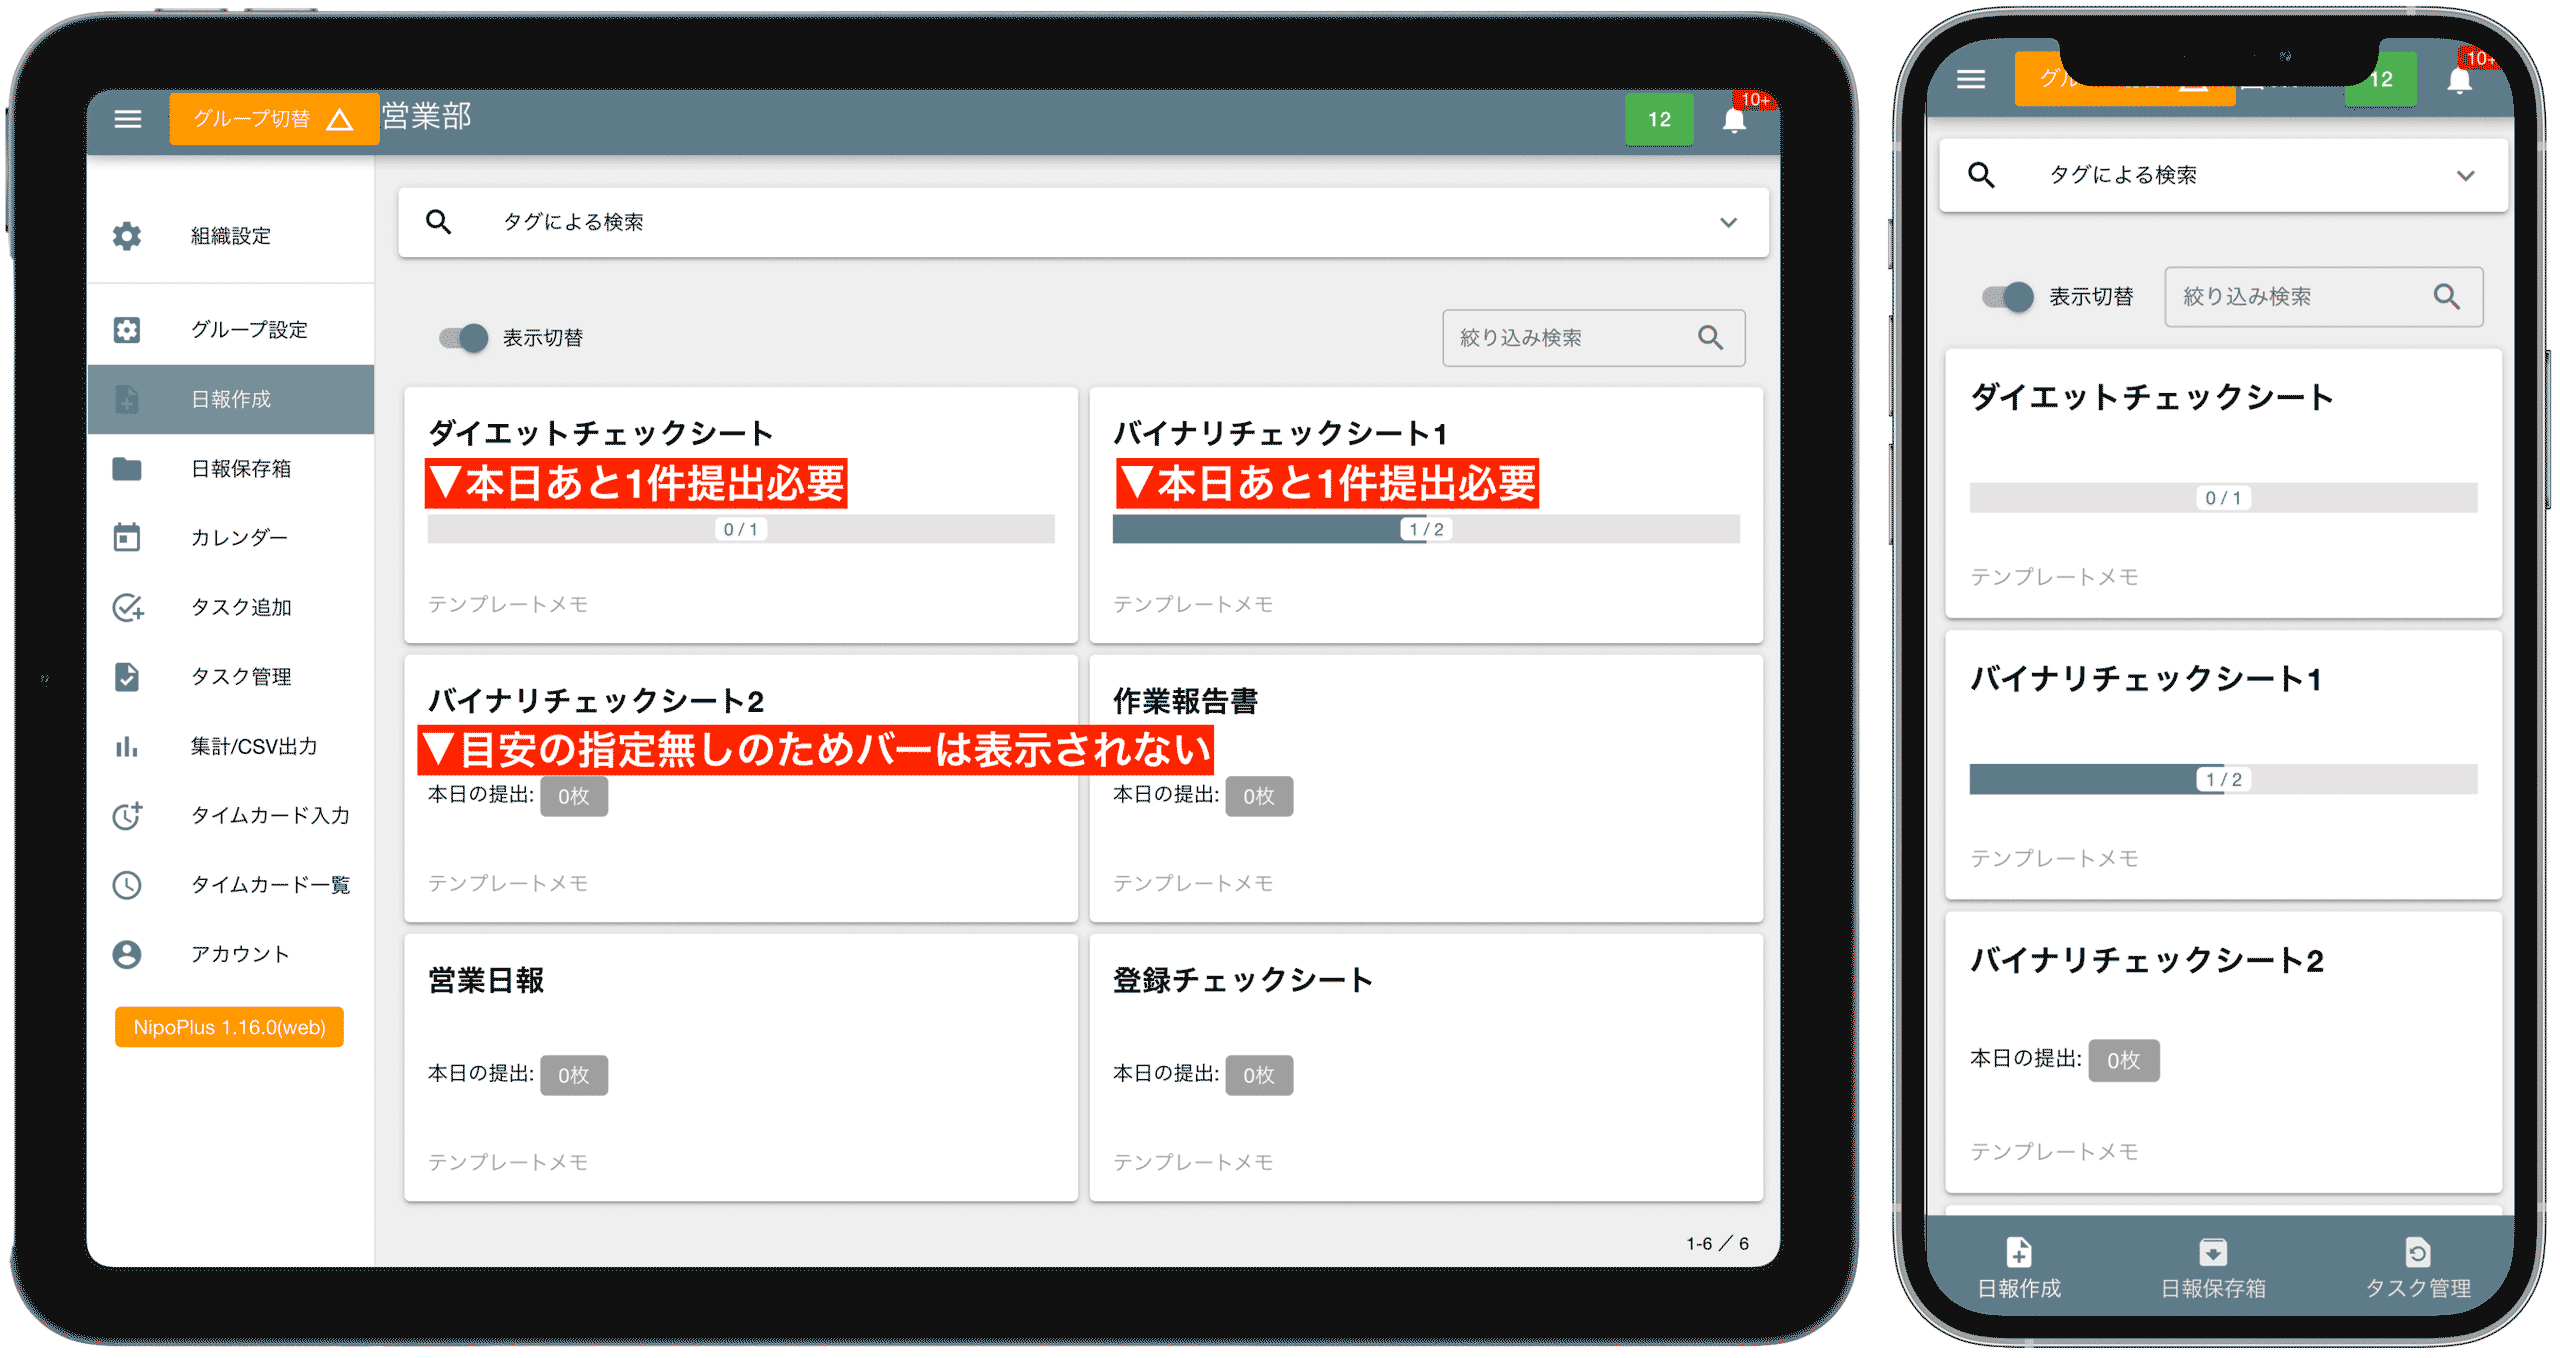 グループ切替
営業部
12
10+
組織設定
グループ設定
日報作成
日報保存箱
カレンダー
タスク追加
タスク管理
集計/CSV出力
タイムカード入力
タイムカード一覧
アカウント
NipoPlus 1.16.0(web)
タグによる検索
表示切替
絞り込み検索
ダイエットチェックシート
▼本日あと1件提出必要
0 / 1
テンプレートメモ
バイナリチェックシート1
▼本日あと1件提出必要
1 / 2
テンプレートメモ
バイナリチェックシート2
▼目安の指定無しのためバーは表示されない
本日の提出: 0枚
テンプレートメモ
作業報告書
本日の提出: 0枚
テンプレートメモ
営業日報
本日の提出: 0枚
テンプレートメモ
登録チェックシート
本日の提出: 0枚
テンプレートメモ
1-6 ／ 6
12
10+
タグによる検索
表示切替
絞り込み検索
ダイエットチェックシート
0 / 1
テンプレートメモ
バイナリチェックシート1
1 / 2
テンプレートメモ
バイナリチェックシート2
本日の提出: 0枚
テンプレートメモ
日報作成
日報保存箱
タスク管理